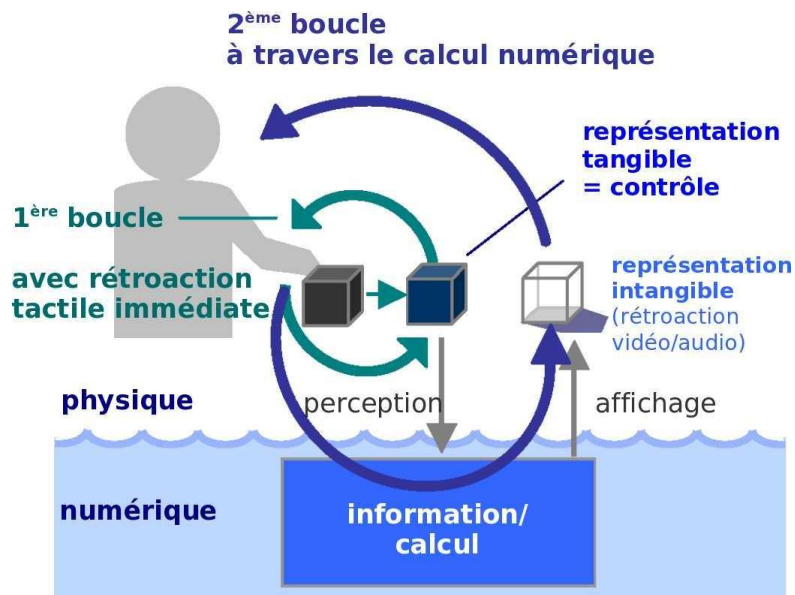 2ème boucle
à travers le calcul numérique
représentation
tangible
= contrôle
1ère boucle
avec rétroaction
tactile immédiate
représentation
intangible
(rétroaction
vidéo/audio)
physique
perception
affichage
numérique
information/
calcul